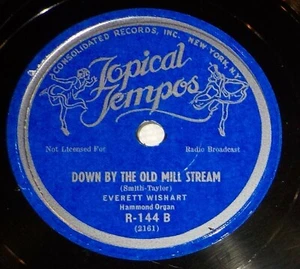 CONSOLIDATED RECORDS, INC. NEW YORK, N.Y.
Topical
Tempos
Not Licensed For Radio Broadcast
DOWN BY THE OLD MILL STREAM
(Smith-Taylor)
EVERETT WISHART
Hammond Organ
R-144 B
(2161)